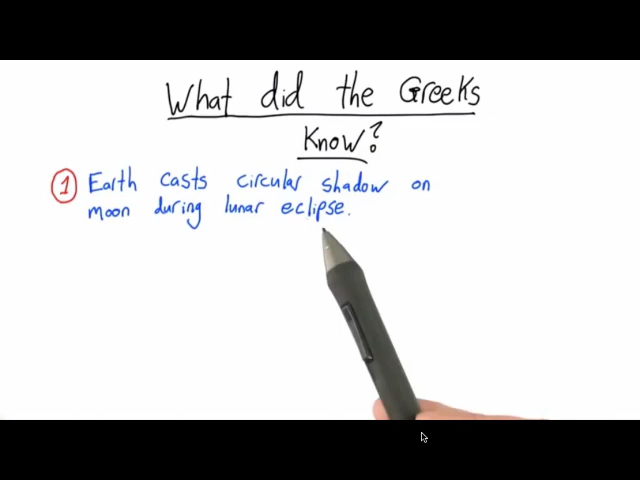 What did the Greeks
Know?
1 Earth casts circular shadow on
moon during lunar eclipse.